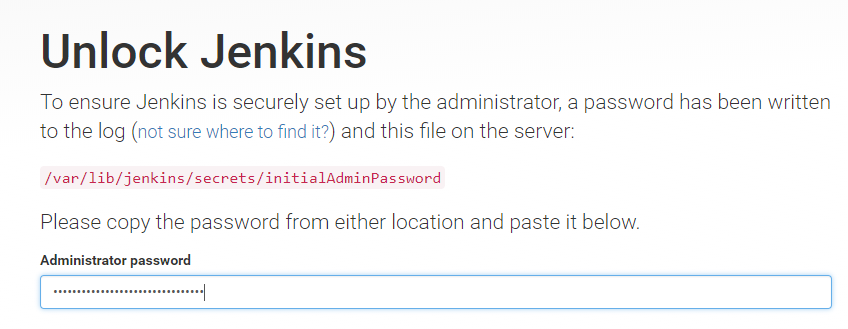 Unlock Jenkins
To ensure Jenkins is securely set up by the administrator, a password has been written
to the log (not sure where to find it?) and this file on the server:
/var/lib/jenkins/secrets/initialAdminPassword
Please copy the password from either location and paste it below.
Administrator password
••••••••••••••••••••••••••••••••